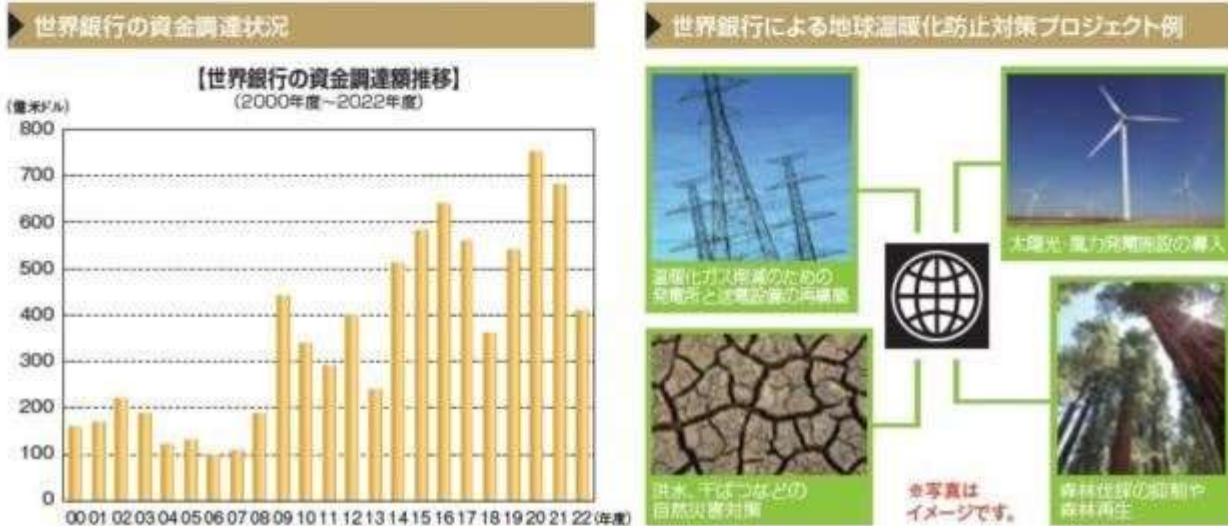 世界銀行の資金調達状況
【世界銀行の資金調達額推移】
(2000年度～2022年度)
(億米ドル)
800
700
600
500
400
300
200
100
0
00 01 02 03 04 05 06 07 08 09 10 11 12 13 14 15 16 17 18 19 20 21 22 (年度)
世界銀行による地球温暖化防止対策プロジェクト例
温暖化ガス削減のための
発電所と送電設備の再構築
太陽光・風力発電施設の導入
洪水、干ばつなどの
自然災害対策
※写真は
イメージです。
森林伐採の抑制や
森林再生